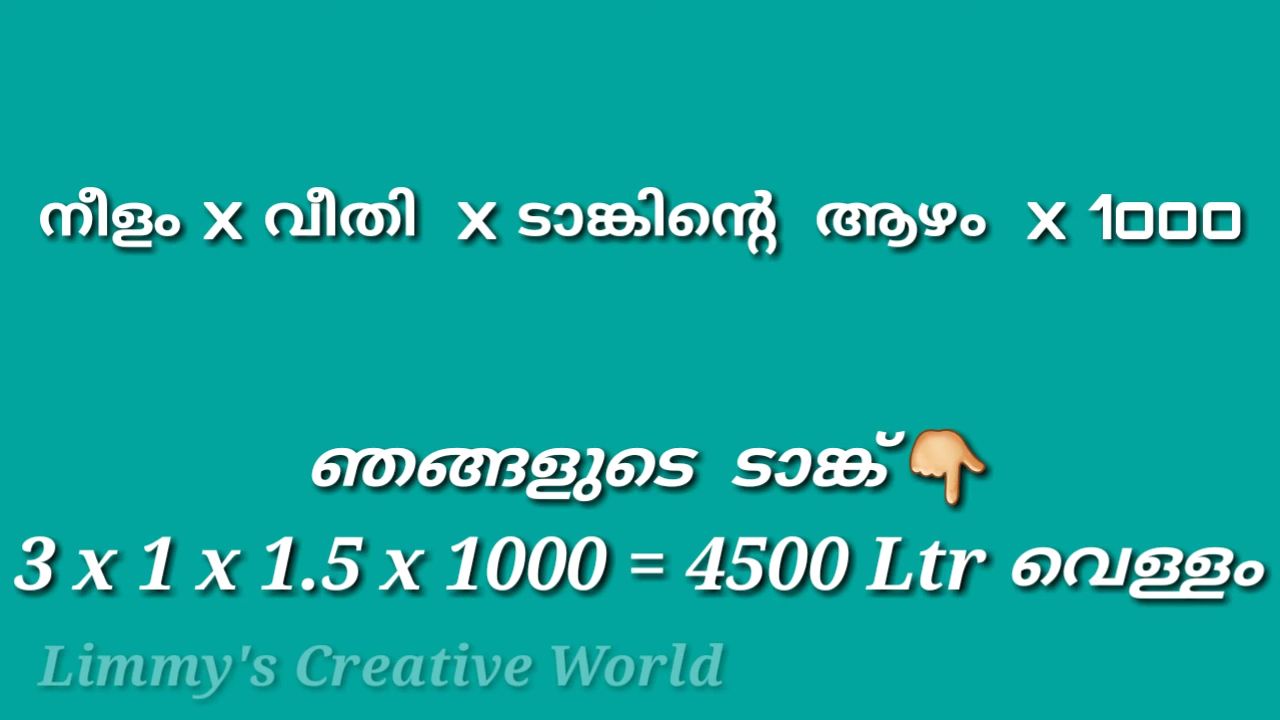 നീളം x വീതി x ടാങ്കിന്റെ ആഴം x 1000
ഞങ്ങളുടെ ടാങ്ക്👇
3 x 1 x 1.5 x 1000 = 4500 Ltr വെള്ളം
Limmy's Creative World